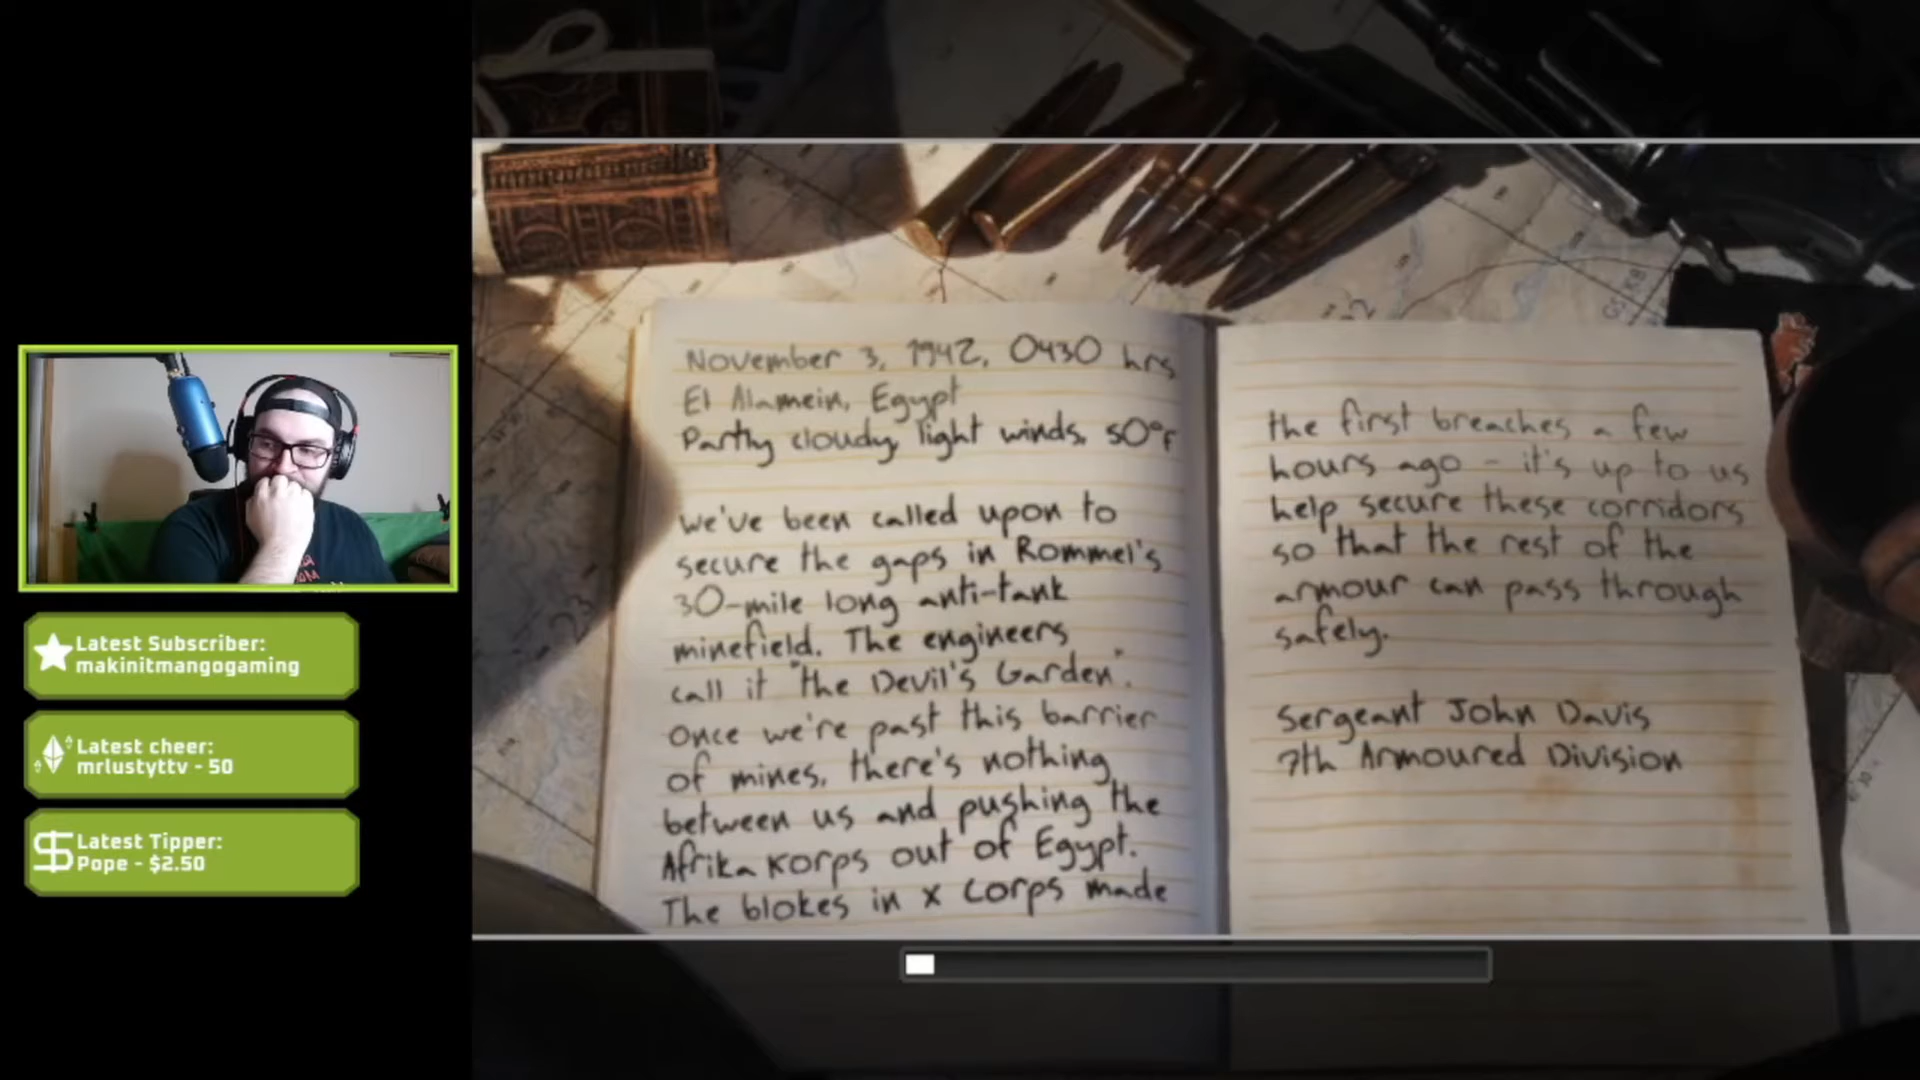 November 3, 1942, 0430 hrs
El Alamein, Egypt
Partly cloudy, light winds, 50°F
We've been called upon to
secure the gaps in Rommel's
30-mile long anti-tank
minefield. The engineers
call it "the Devil's Garden".
Once we're past this barrier
of mines, there's nothing
between us and pushing the
Afrika Korps out of Egypt.
The blokes in X Corps made
the first breaches a few
hours ago - it's up to us
help secure these corridors
so that the rest of the
armour can pass through
safely.
Sergeant John Davis
7th Armoured Division
Latest Subscriber:
makinitmangogaming
Latest cheer:
mrlustyttv - 50
Latest Tipper:
Pope - $2.50